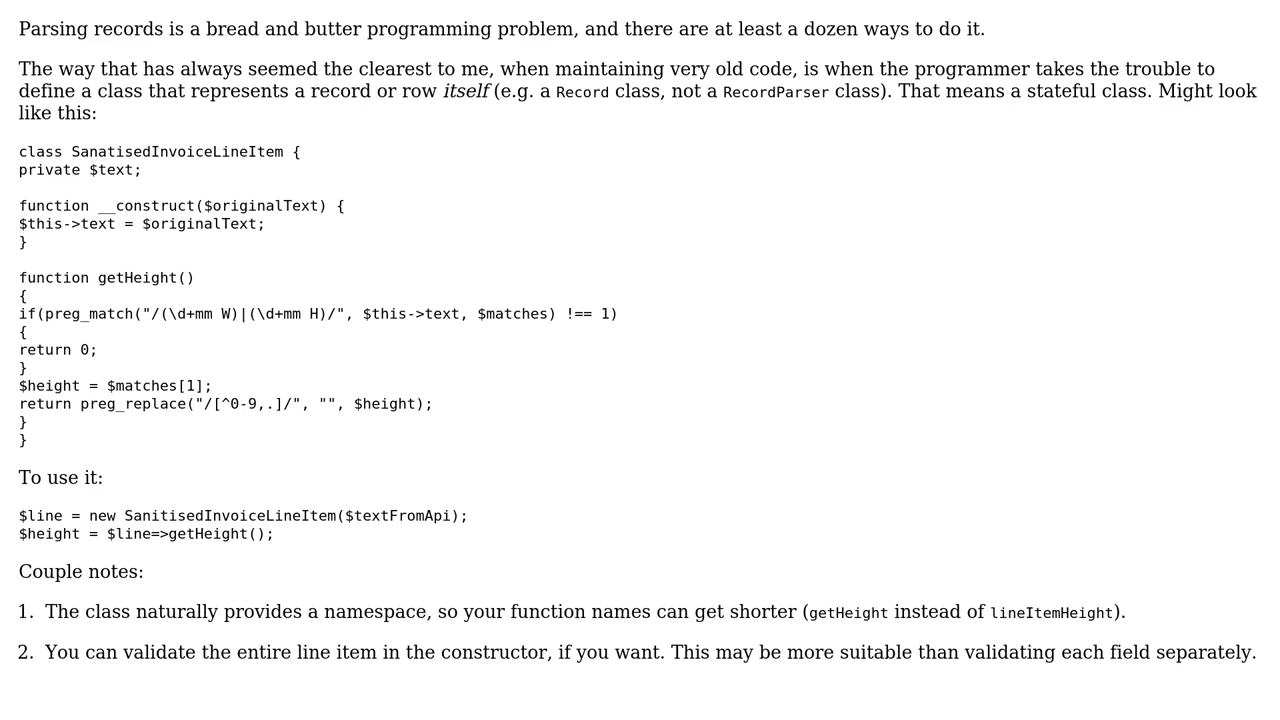 Parsing records is a bread and butter programming problem, and there are at least a dozen ways to do it.
The way that has always seemed the clearest to me, when maintaining very old code, is when the programmer takes the trouble to
define a class that represents a record or row itself (e.g. a Record class, not a RecordParser class). That means a stateful class. Might look
like this:
class SanatisedInvoiceLineItem {
private $text;
function __construct($originalText) {
$this->text = $originalText;
}
function getHeight()
{
if(preg_match("/(\d+mm W)|(\d+mm H)/", $this->text, $matches) !== 1)
{
return 0;
}
$height = $matches[1];
return preg_replace("/[^0-9,.]/", "", $height);
}
}
To use it:
$line = new SanitisedInvoiceLineItem($textFromApi);
$height = $line=>getHeight();
Couple notes:
1. The class naturally provides a namespace, so your function names can get shorter (getHeight instead of lineItemHeight).
2. You can validate the entire line item in the constructor, if you want. This may be more suitable than validating each field separately.